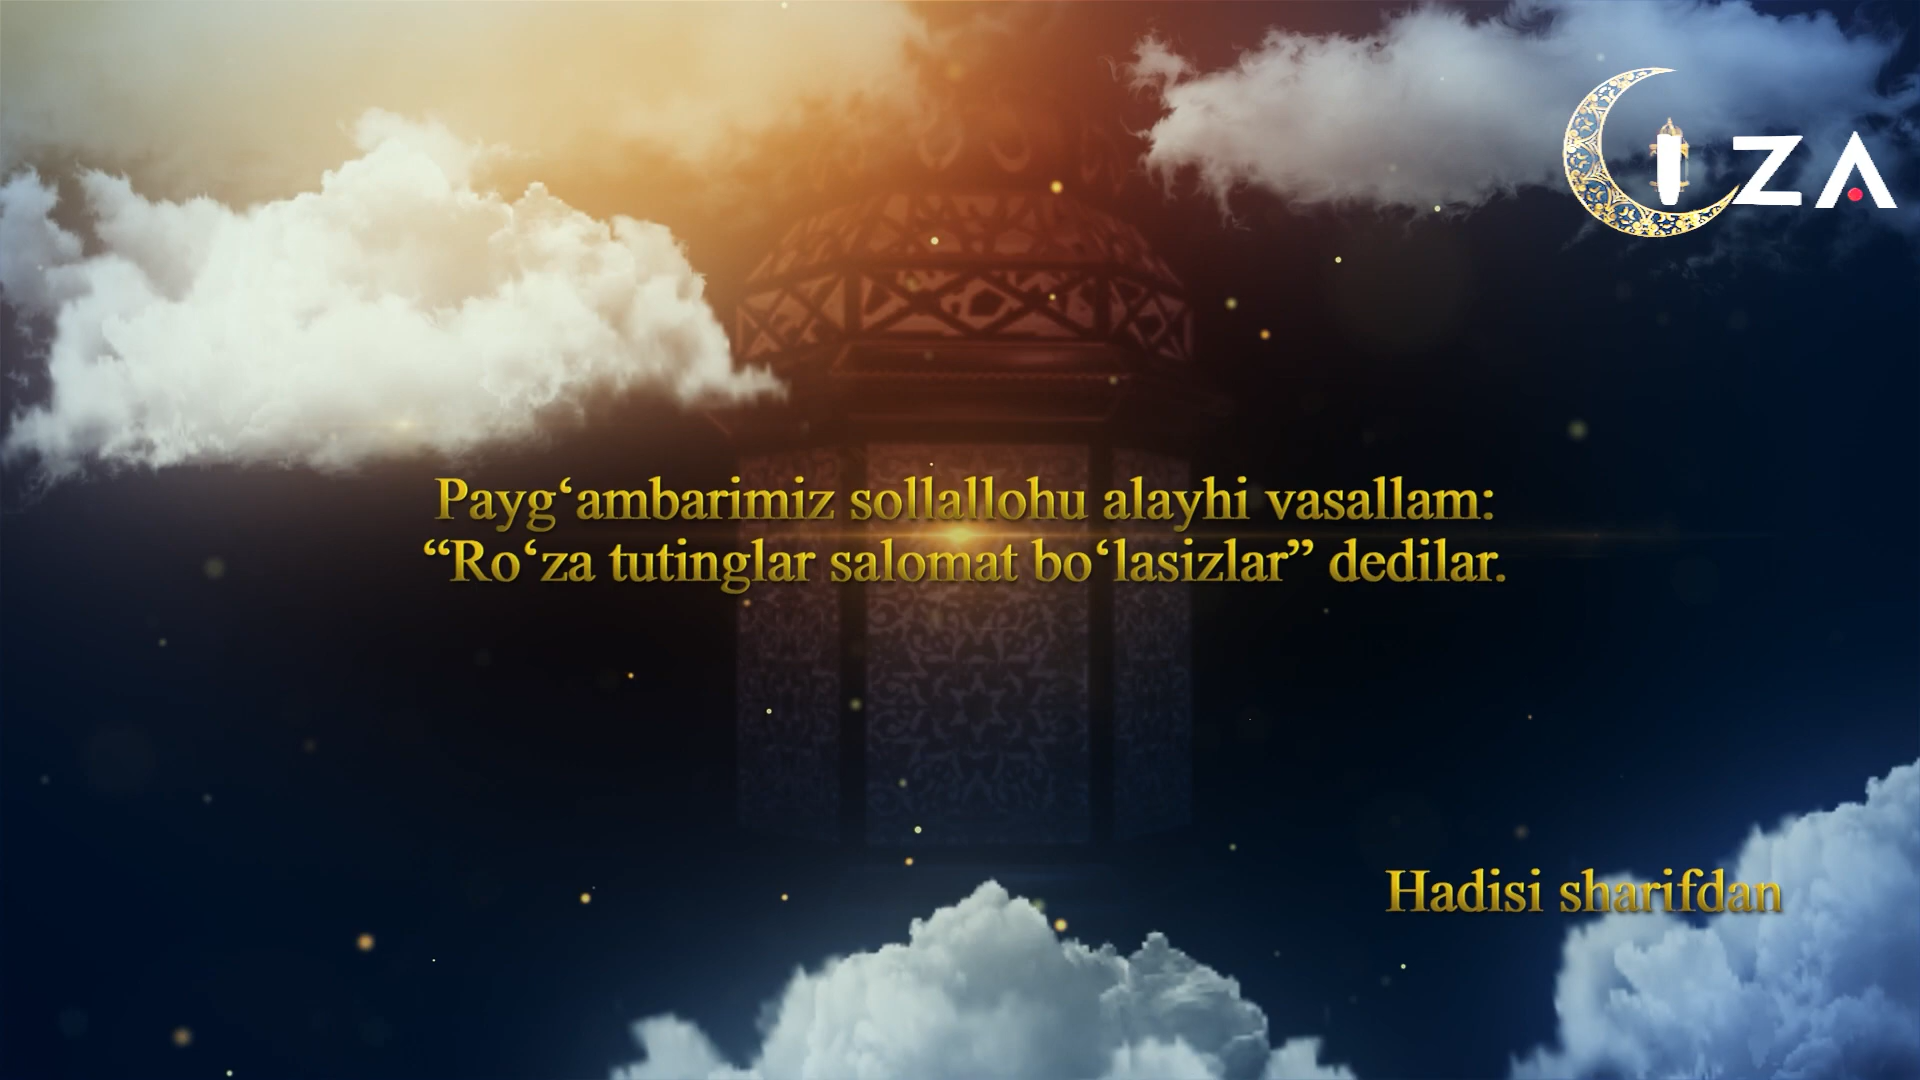 IZA
Payg‘ambarimiz sollallohu alayhi vasallam:
“Ro‘za tutinglar salomat bo‘lasizlar” dedilar.
Hadisi sharifdan